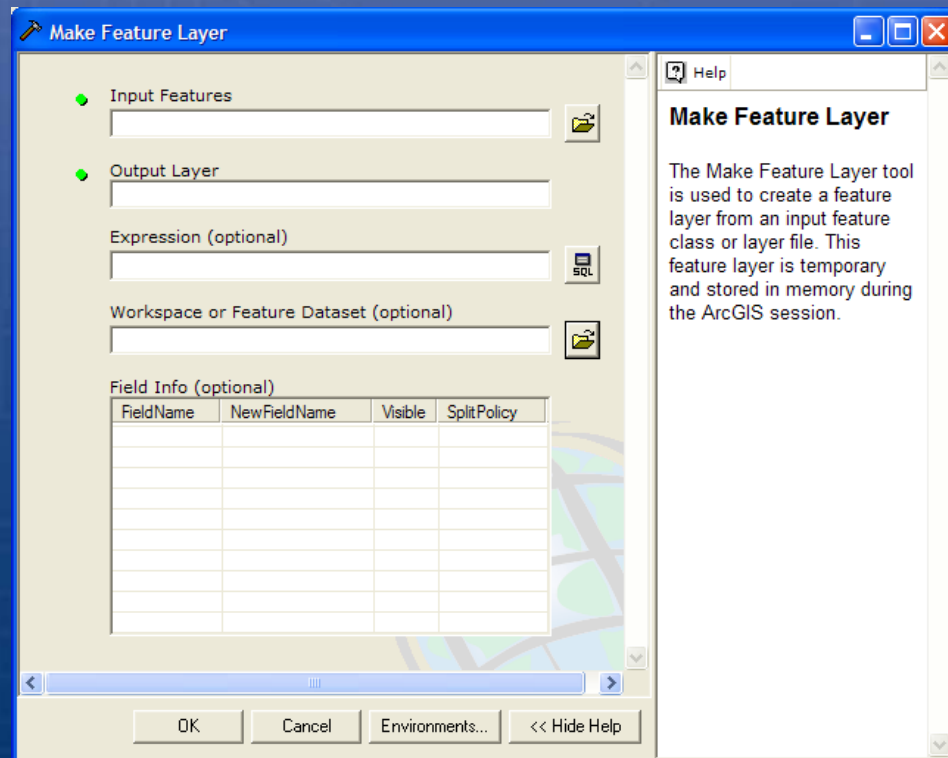 Make Feature Layer
Input Features
Output Layer
Expression (optional)
SQL
Workspace or Feature Dataset (optional)
Field Info (optional)
FieldName NewFieldName Visible SplitPolicy
OK Cancel Environments... << Hide Help
Help
Make Feature Layer
The Make Feature Layer tool
is used to create a feature
layer from an input feature
class or layer file. This
feature layer is temporary
and stored in memory during
the ArcGIS session.